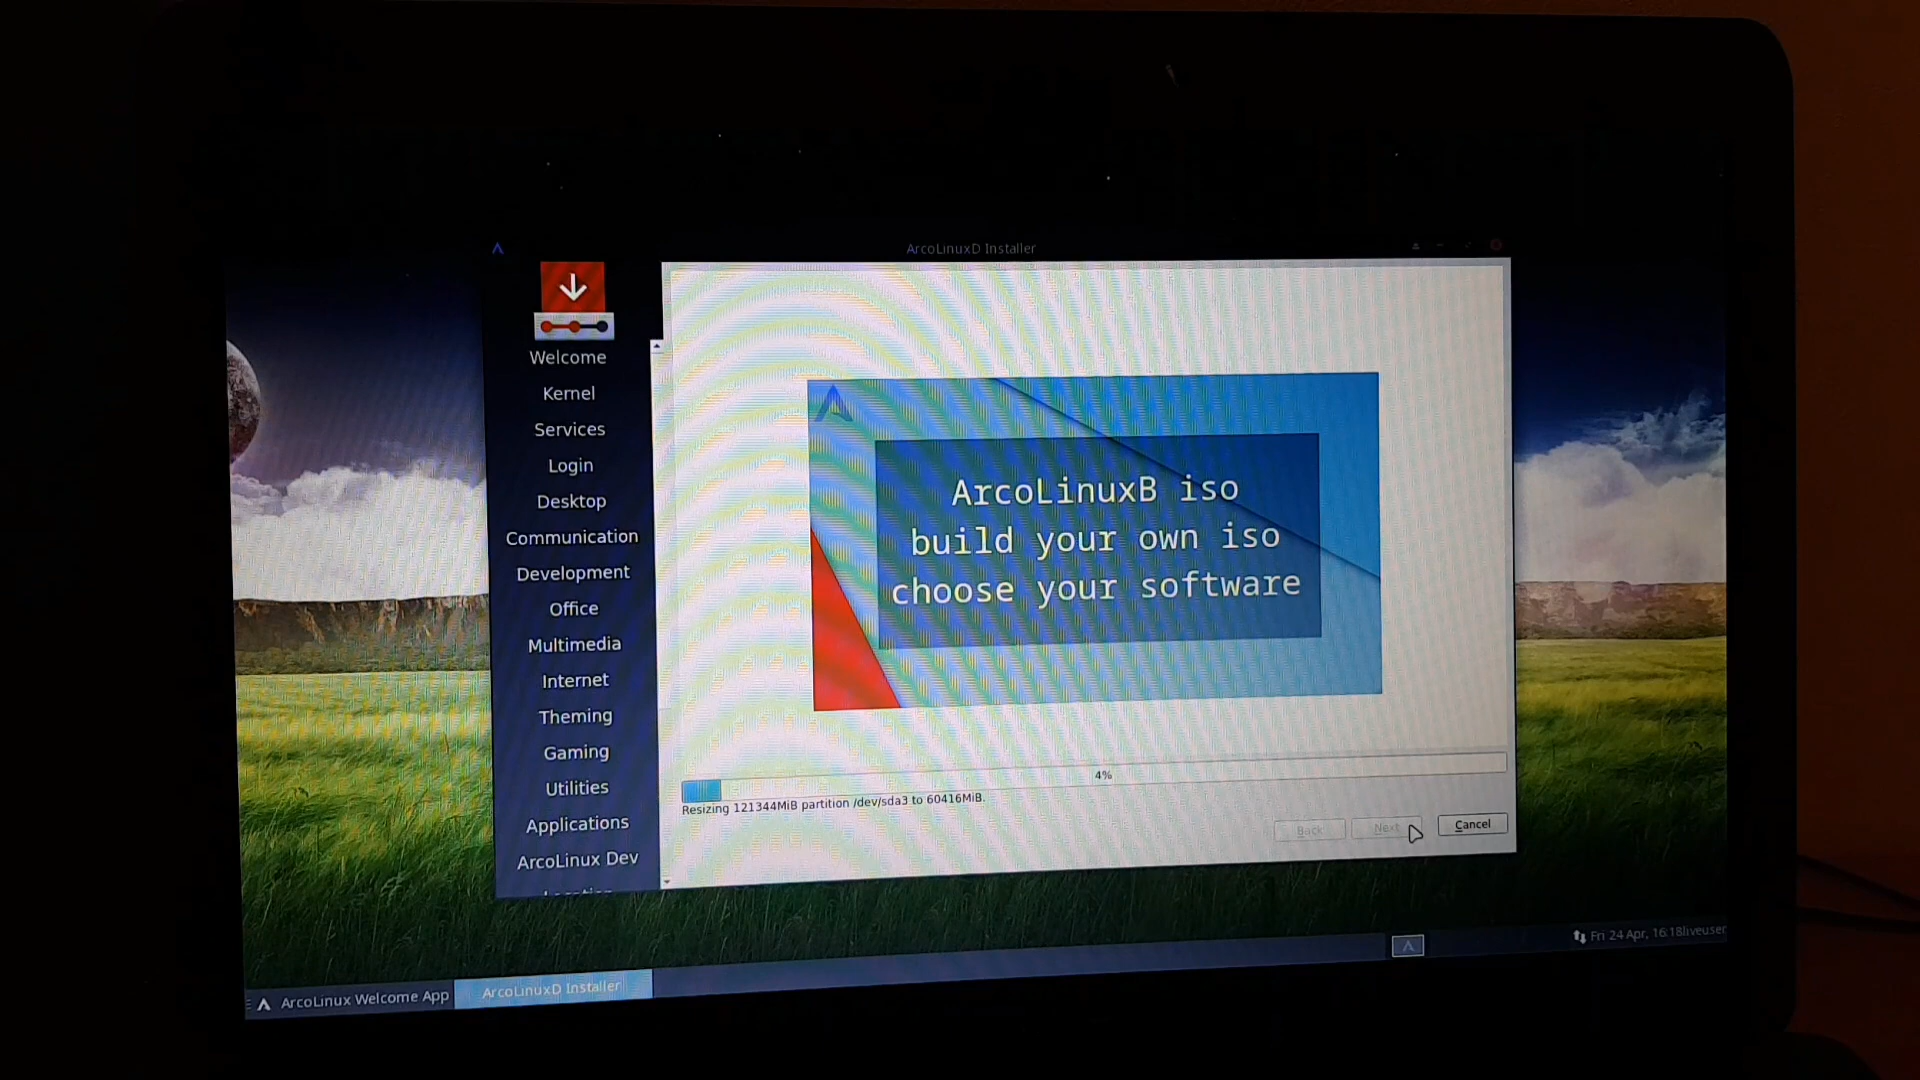 ArcoLinuxD Installer
Welcome
Kernel
Services
Login
Desktop
Communication
Development
Office
Multimedia
Internet
Theming
Gaming
Utilities
Applications
ArcoLinux Dev
ArcoLinuxB iso
build your own iso
choose your software
4%
Resizing 121344MiB partition /dev/sda3 to 60416MiB.
Back
Next
Cancel
ArcoLinux Welcome App
ArcoLinuxD Installer
Fri 24 Apr, 16:18liveuser